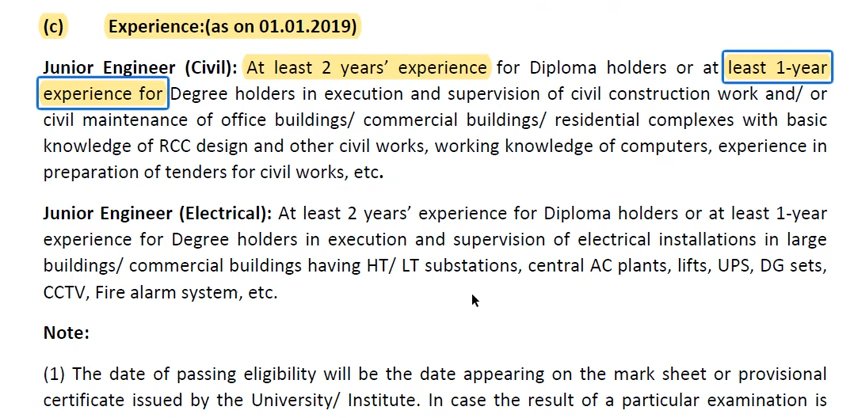 (c) Experience:(as on 01.01.2019)
Junior Engineer (Civil): At least 2 years’ experience for Diploma holders or at least 1-year
experience for Degree holders in execution and supervision of civil construction work and/ or
civil maintenance of office buildings/ commercial buildings/ residential complexes with basic
knowledge of RCC design and other civil works, working knowledge of computers, experience in
preparation of tenders for civil works, etc.
Junior Engineer (Electrical): At least 2 years’ experience for Diploma holders or at least 1-year
experience for Degree holders in execution and supervision of electrical installations in large
buildings/ commercial buildings having HT/ LT substations, central AC plants, lifts, UPS, DG sets,
CCTV, Fire alarm system, etc.
Note:
(1) The date of passing eligibility will be the date appearing on the mark sheet or provisional
certificate issued by the University/ Institute. In case the result of a particular examination is